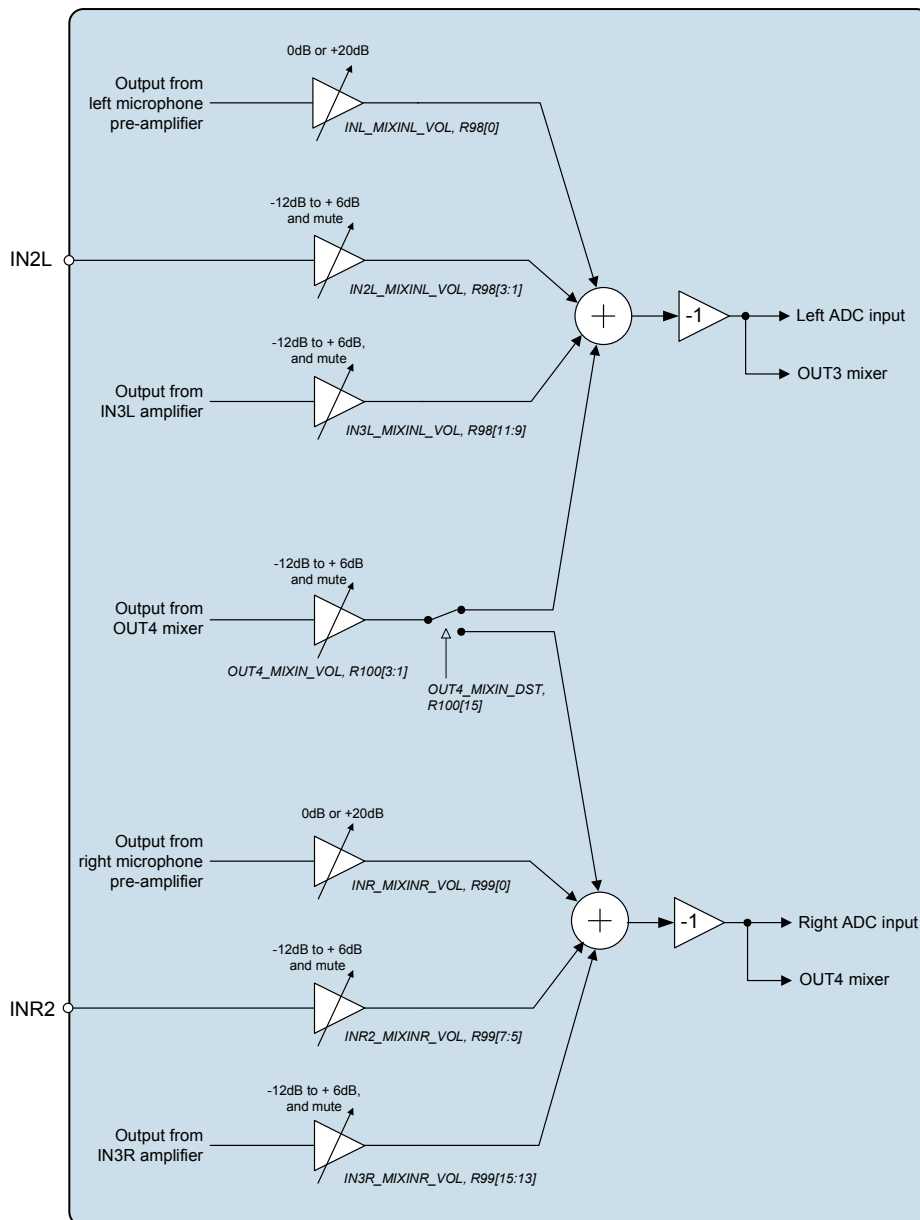 0dB or +20dB
Output from
left microphone
pre-amplifier
INL_MIXINL_VOL, R98[0]
-12dB to + 6dB
and mute
IN2L
IN2L_MIXINL_VOL, R98[3:1]
+
-1
Left ADC input
OUT3 mixer
-12dB to + 6dB,
and mute
Output from
IN3L amplifier
IN3L_MIXINL_VOL, R98[11:9]
-12dB to + 6dB
and mute
Output from
OUT4 mixer
OUT4_MIXIN_VOL, R100[3:1]
OUT4_MIXIN_DST,
R100[15]
0dB or +20dB
Output from
right microphone
pre-amplifier
INR_MIXINR_VOL, R99[0]
+
-1
Right ADC input
OUT4 mixer
-12dB to + 6dB
and mute
INR2
INR2_MIXINR_VOL, R99[7:5]
-12dB to + 6dB,
and mute
Output from
IN3R amplifier
IN3R_MIXINR_VOL, R99[15:13]